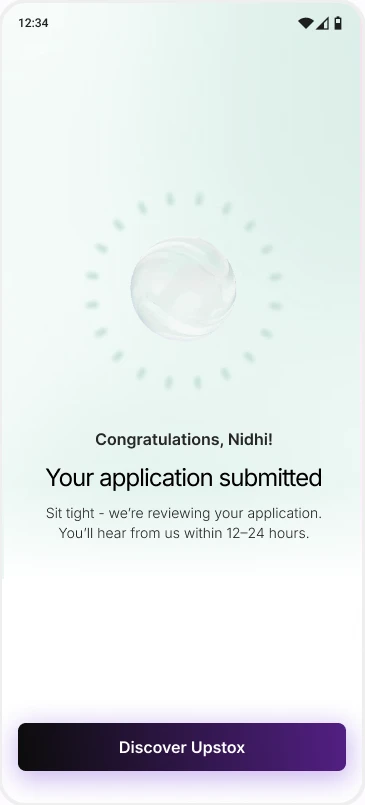 12:34
Congratulations, Nidhi!
Your application submitted
Sit tight - we’re reviewing your application.
You’ll hear from us within 12–24 hours.
Discover Upstox